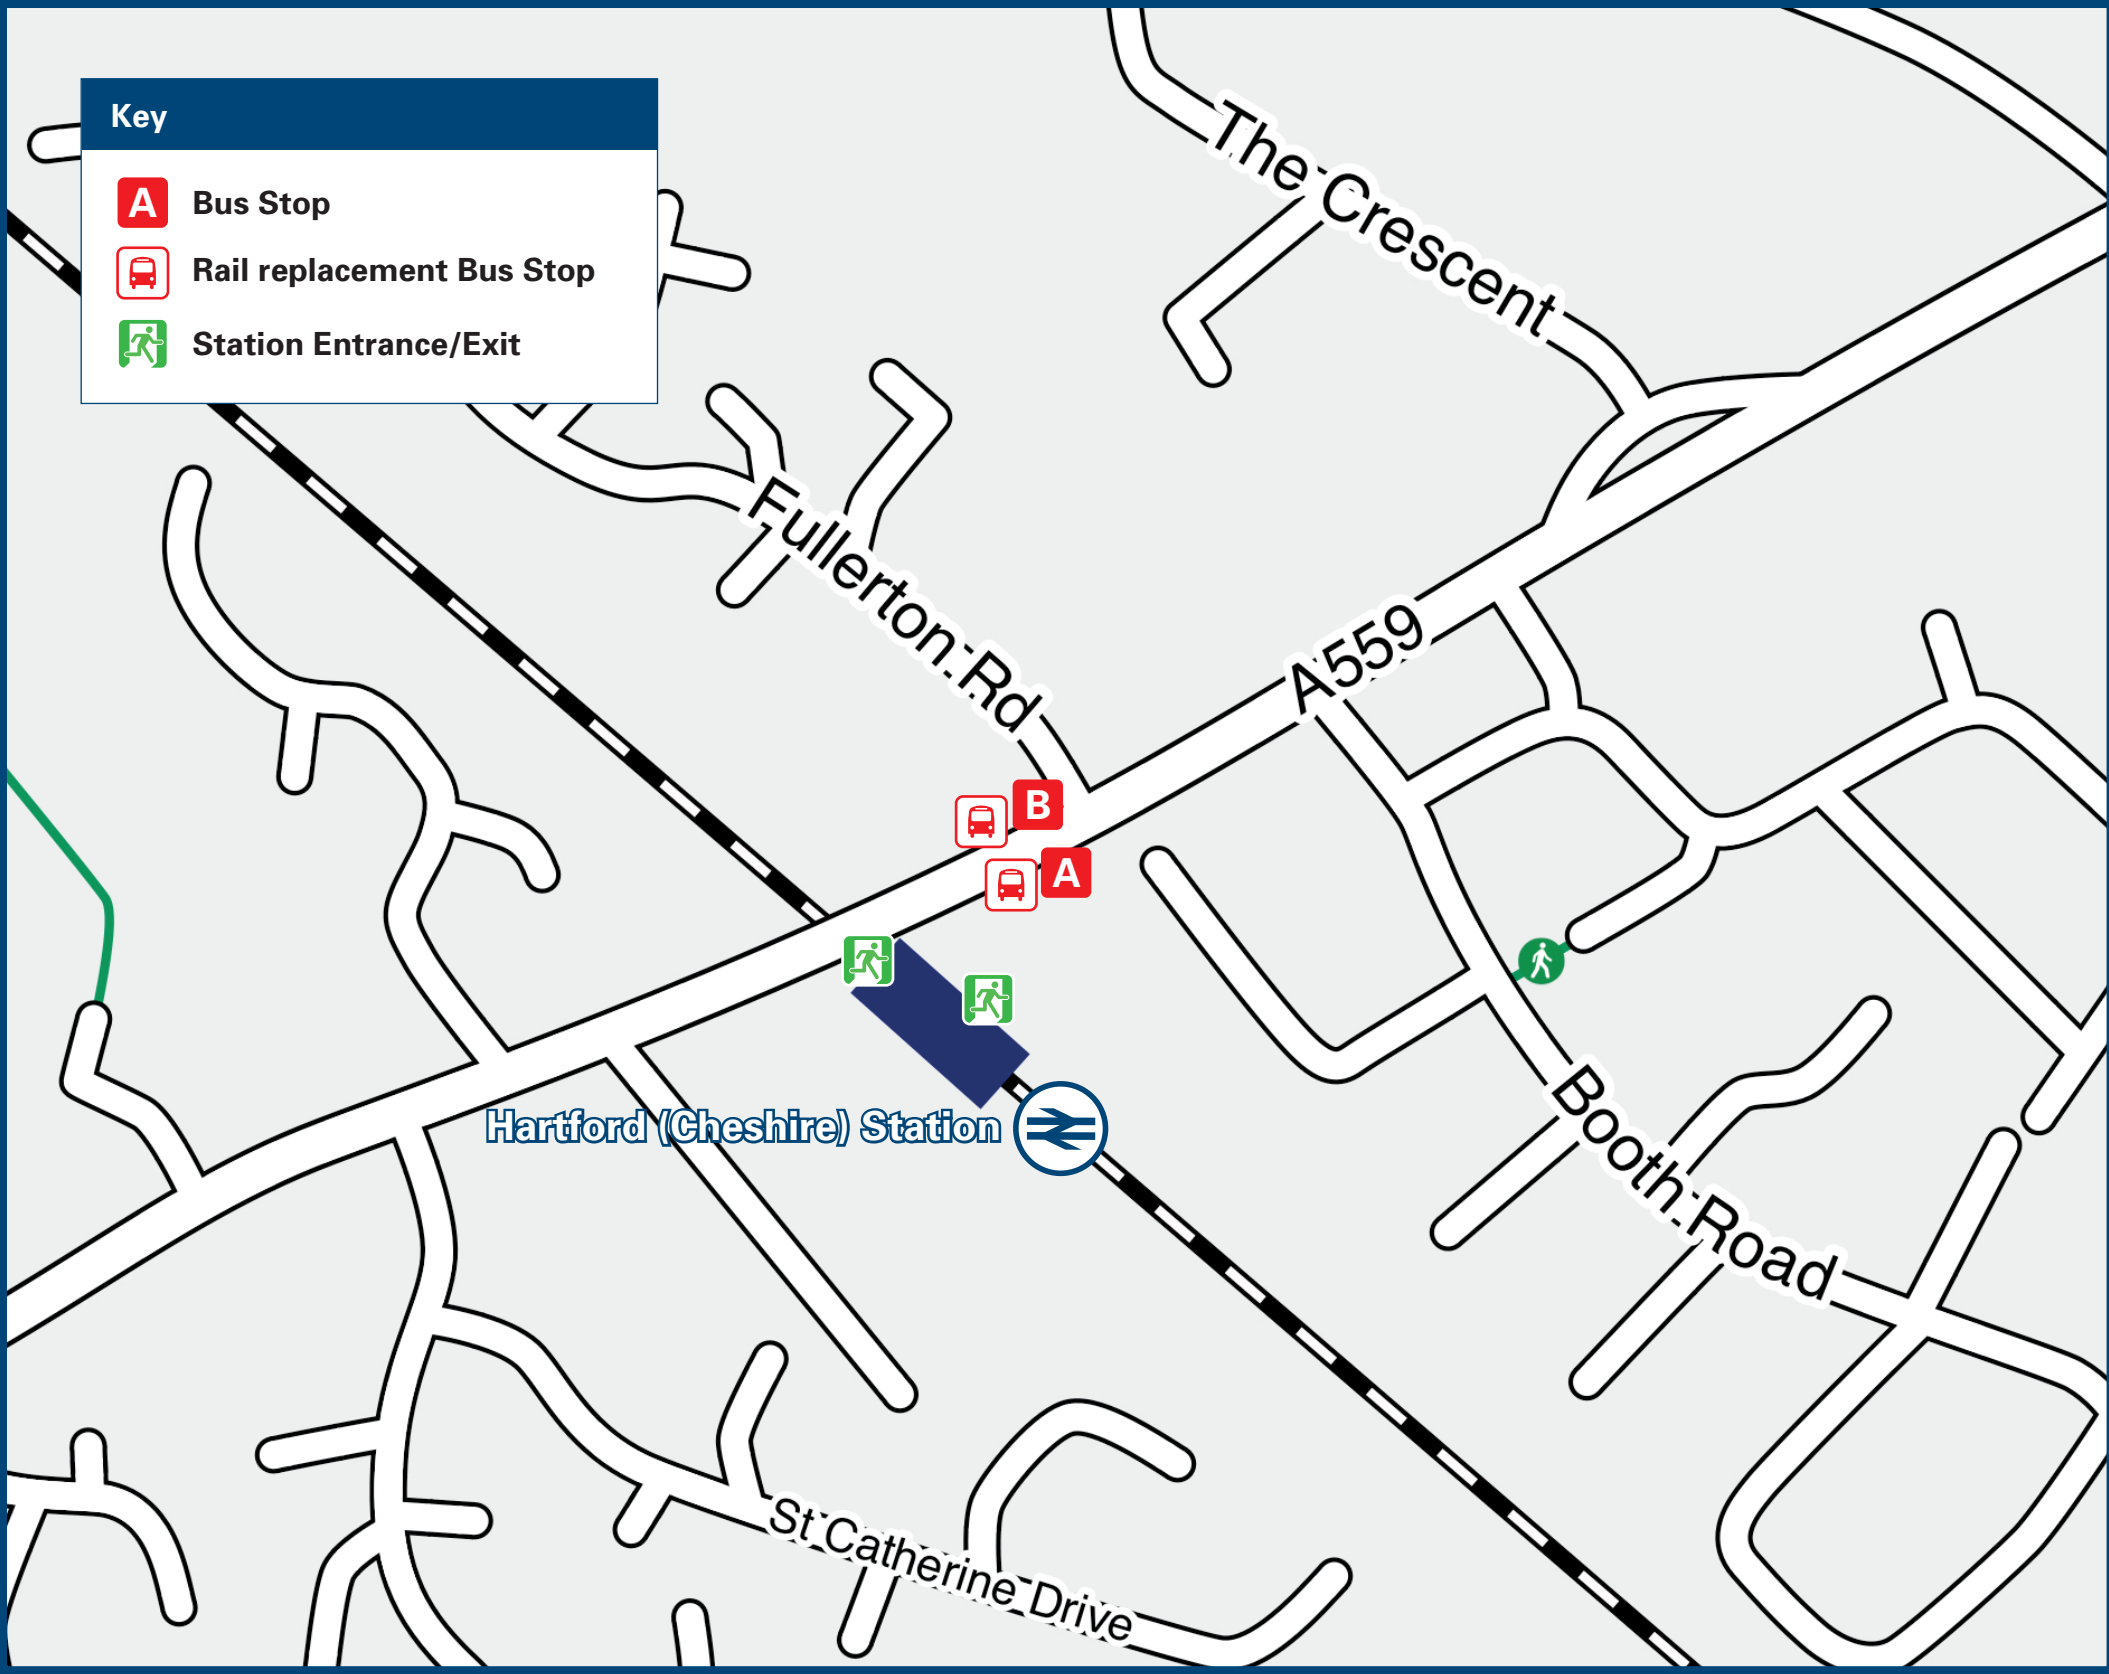 Key
A Bus Stop
Rail replacement Bus Stop
Station Entrance/Exit
The Crescent
Fullerton Rd
A559
B
A
Hartford (Cheshire) Station
Booth Road
St Catherine Drive